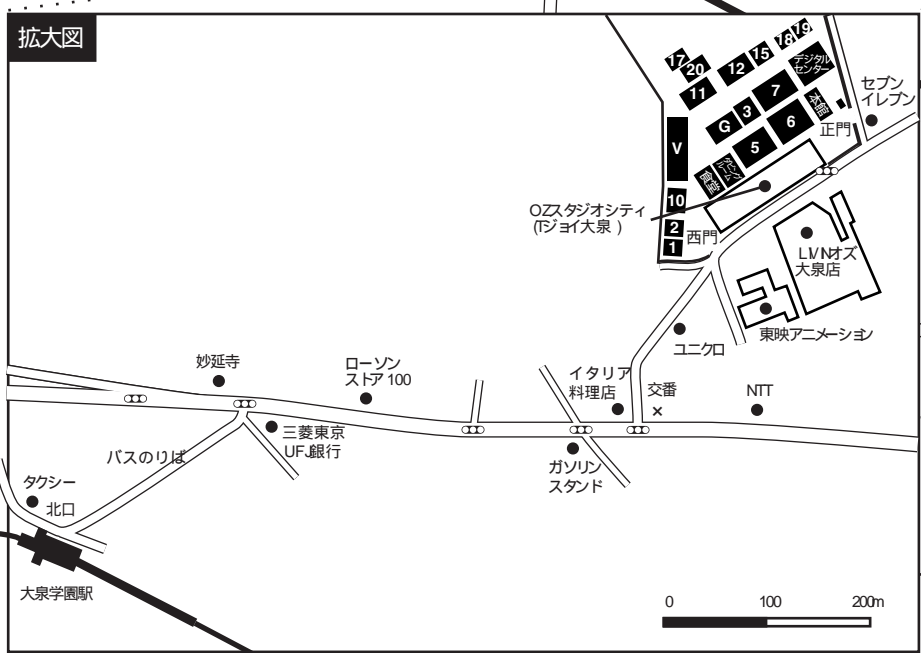 拡大図
17
20
11
12
15
18
19
デジタル
センター
7
3
G
6
本館
5
V
ダビング
ルーム
食堂
10
2
1
正門
西門
セブン
イレブン
OZスタジオシティ
(Tジョイ大泉)
LIVINオズ
大泉店
東映アニメーション
ユニクロ
妙延寺
ローソン
ストア100
イタリア
料理店
交番
×
NTT
三菱東京
UFJ銀行
バスのりば
ガソリン
スタンド
タクシー
北口
大泉学園駅
0 100 200m